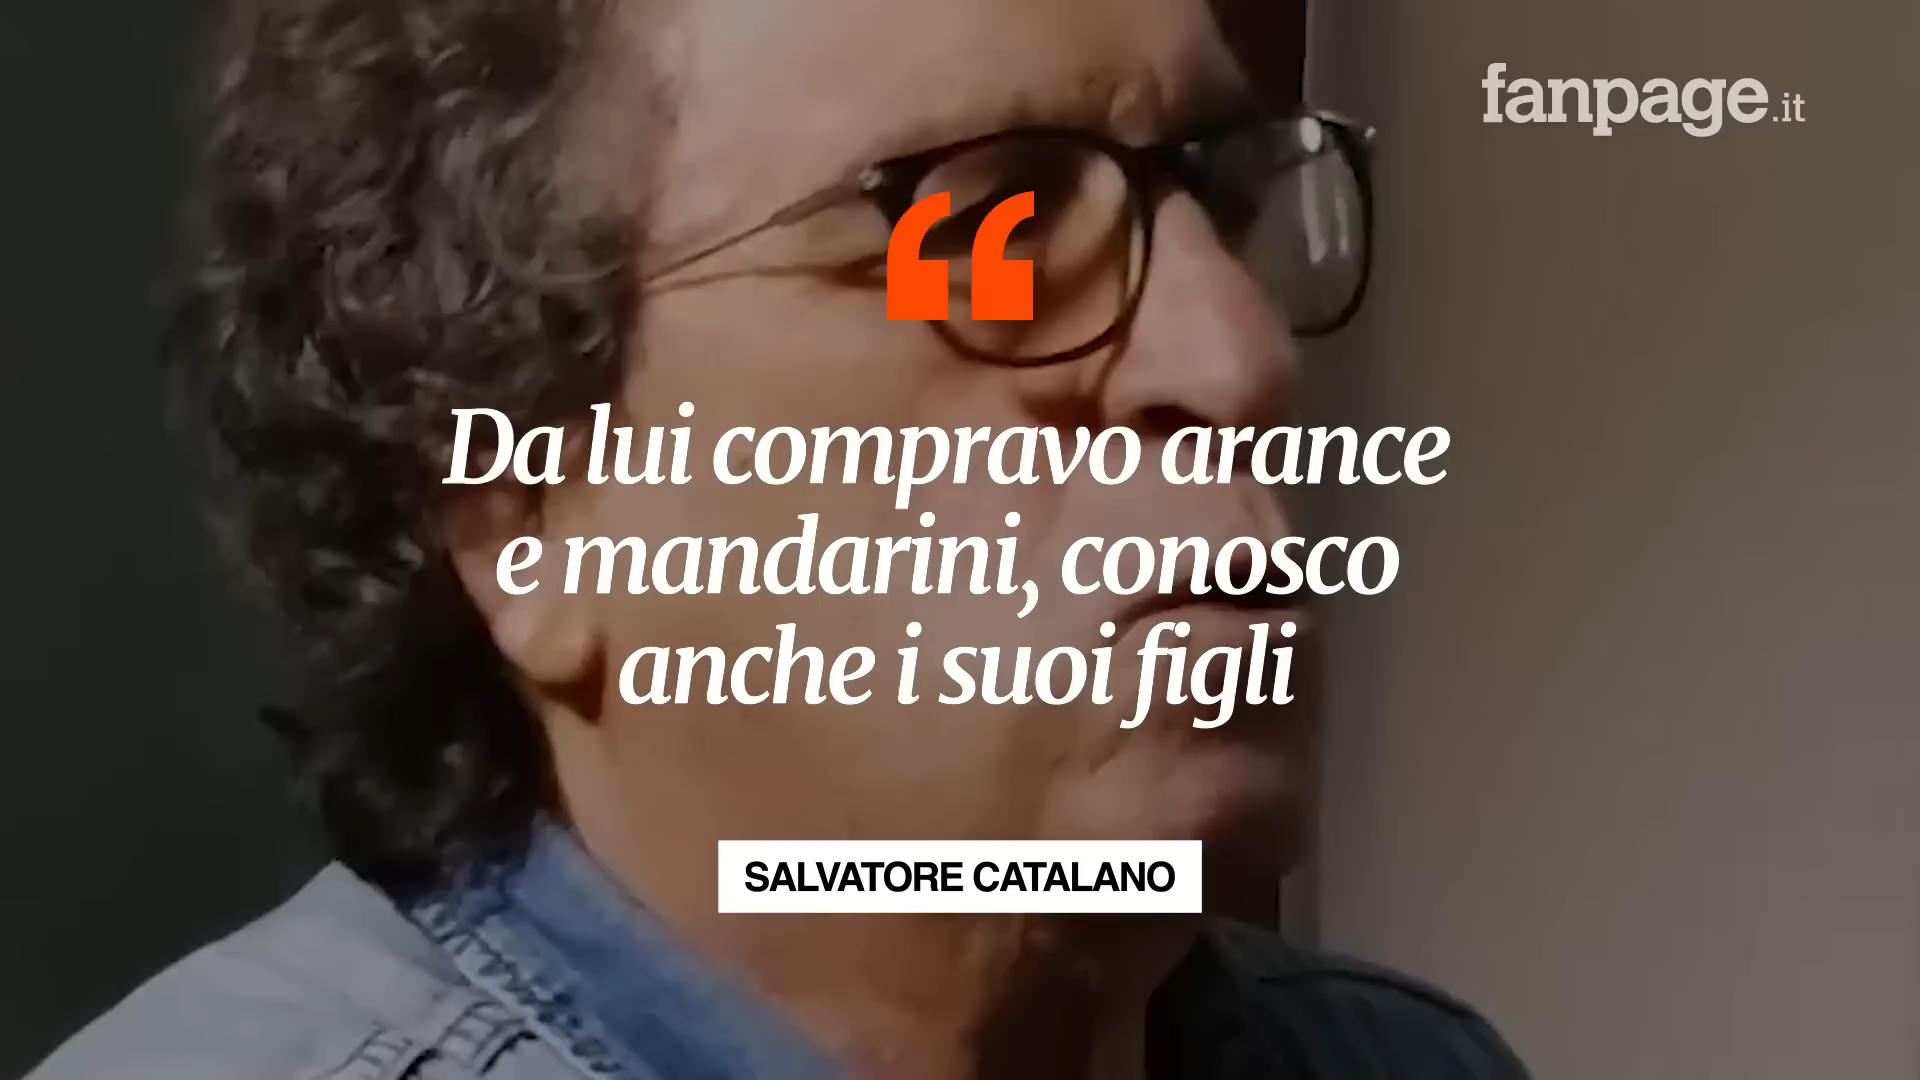 fanpage.it
“
Da lui compravo arance
e mandarini, conosco
anche i suoi figli
SALVATORE CATALANO